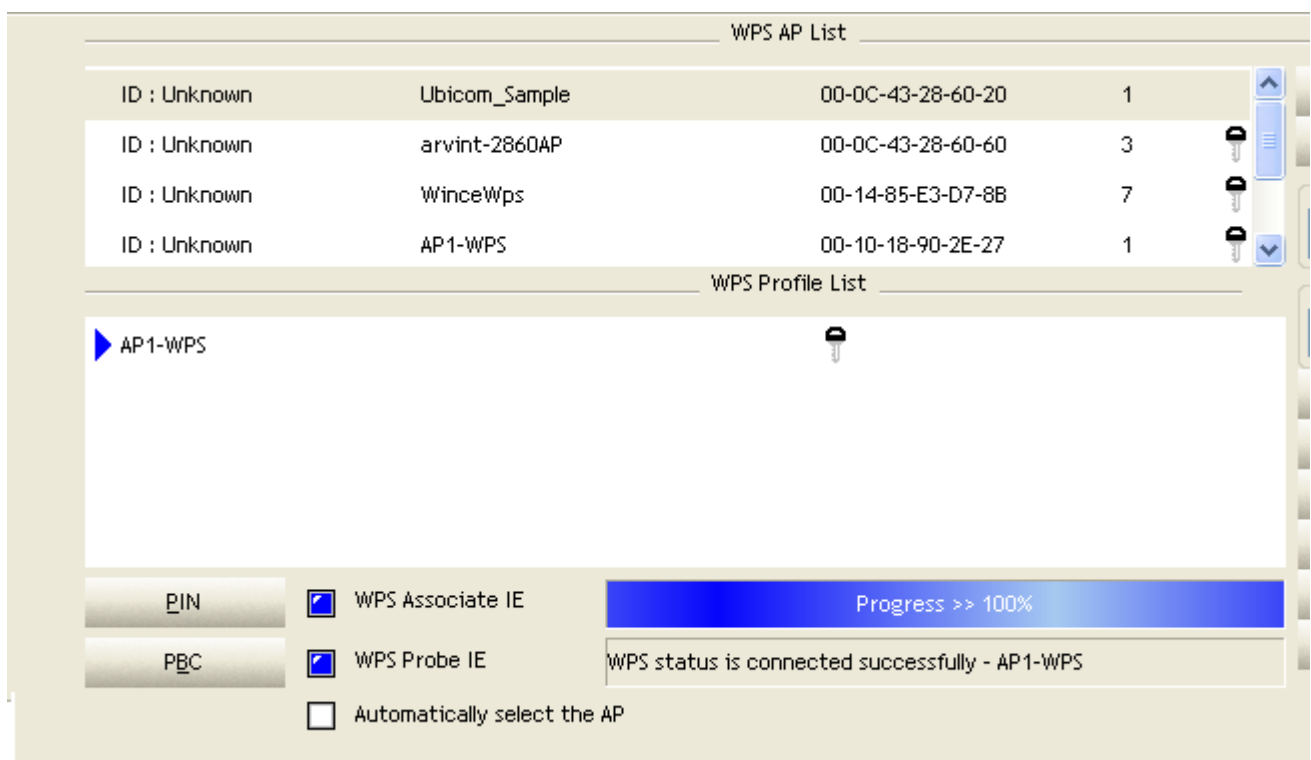 WPS AP List
ID : Unknown Ubicom_Sample 00-0C-43-28-60-20 1
ID : Unknown arvint-2860AP 00-0C-43-28-60-60 3
ID : Unknown WinceWps 00-14-85-E3-D7-8B 7
ID : Unknown AP1-WPS 00-10-18-90-2E-27 1
WPS Profile List
AP1-WPS
PIN WPS Associate IE Progress >> 100%
PBC WPS Probe IE WPS status is connected successfully - AP1-WPS
Automatically select the AP